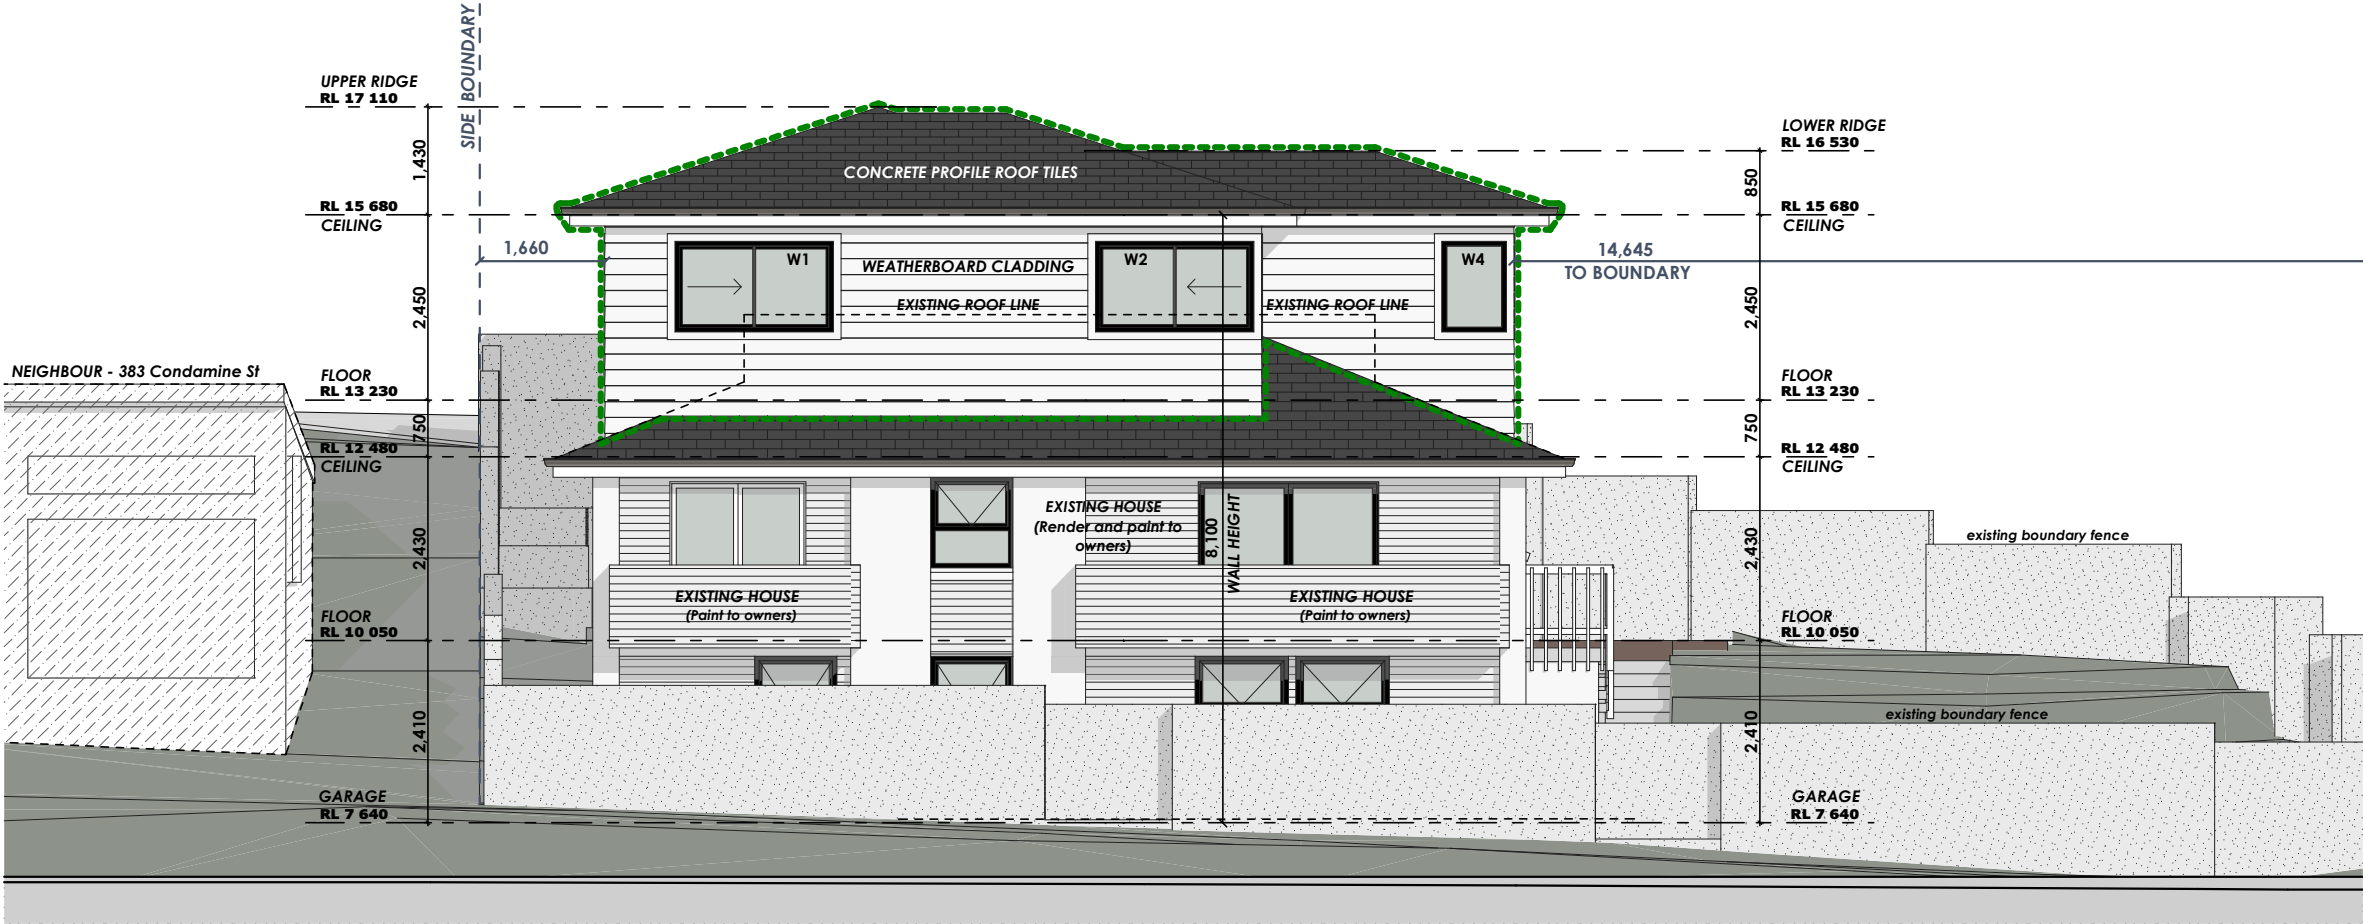 SIDE BOUNDARY
UPPER RIDGE
RL 17 110
1,430
RL 15 680
CEILING
2,450
1,660
FLOOR
RL 13 230
750
RL 12 480
CEILING
2,430
FLOOR
RL 10 050
2,410
GARAGE
RL 7 640
NEIGHBOUR - 383 Condamine St
CONCRETE PROFILE ROOF TILES
W1
WEATHERBOARD CLADDING
W2
W4
EXISTING ROOF LINE
EXISTING ROOF LINE
EXISTING HOUSE
(Render and paint to
owners)
8,100
WALL HEIGHT
EXISTING HOUSE
(Paint to owners)
EXISTING HOUSE
(Paint to owners)
14,645
TO BOUNDARY
LOWER RIDGE
RL 16 530
850
RL 15 680
CEILING
2,450
FLOOR
RL 13 230
750
RL 12 480
CEILING
2,430
existing boundary fence
FLOOR
RL 10 050
existing boundary fence
2,410
GARAGE
RL 7 640